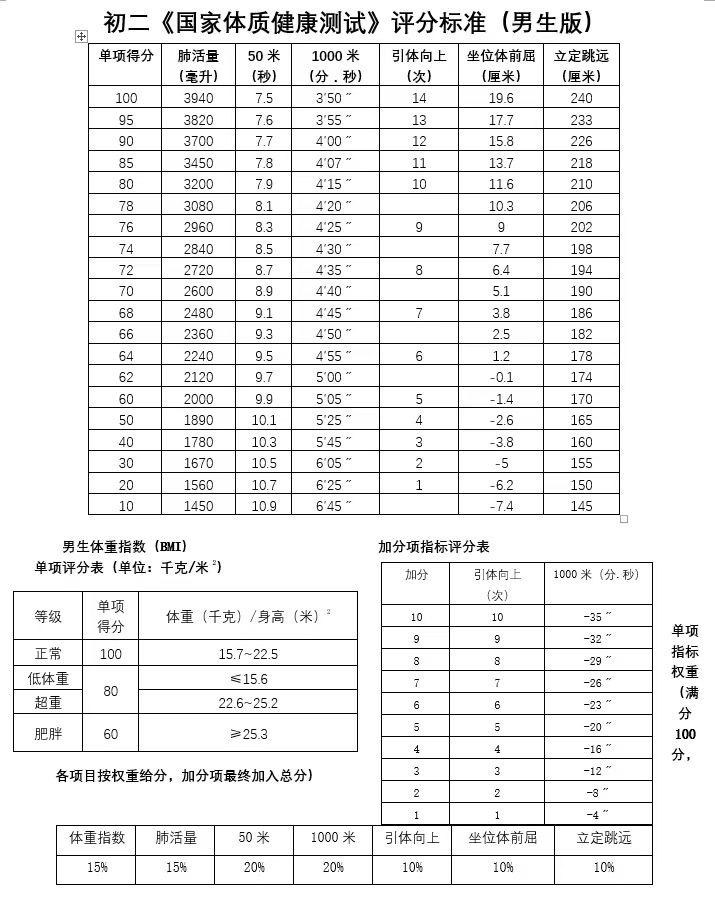 初二《国家体质健康测试》评分标准（男生版）
单项得分 肺活量（毫升） 50 米（秒） 1000 米（分．秒） 引体向上（次） 坐位体前屈（厘米） 立定跳远（厘米）
100 3940 7.5 3′50″ 14 19.6 240
95 3820 7.6 3′55″ 13 17.7 233
90 3700 7.7 4′00″ 12 15.8 226
85 3450 7.8 4′07″ 11 13.7 218
80 3200 7.9 4′15″ 10 11.6 210
78 3080 8.1 4′20″ 10.3 206
76 2960 8.3 4′25″ 9 9 202
74 2840 8.5 4′30″ 7.7 198
72 2720 8.7 4′35″ 8 6.4 194
70 2600 8.9 4′40″ 5.1 190
68 2480 9.1 4′45″ 7 3.8 186
66 2360 9.3 4′50″ 2.5 182
64 2240 9.5 4′55″ 6 1.2 178
62 2120 9.7 5′00″ -0.1 174
60 2000 9.9 5′05″ 5 -1.4 170
50 1890 10.1 5′25″ 4 -2.6 165
40 1780 10.3 5′45″ 3 -3.8 160
30 1670 10.5 6′05″ 2 -5 155
20 1560 10.7 6′25″ 1 -6.2 150
10 1450 10.9 6′45″ -7.4 145
男生体重指数（BMI）
单项评分表（单位：千克/米²）
等级 单项得分 体重（千克）/身高（米）²
正常 100 15.7~22.5
低体重 80 ≤15.6
超重 22.6~25.2
肥胖 60 ≥25.3
加分项指标评分表
加分 引体向上（次） 1000 米（分.秒）
10 10 -35″
9 9 -32″
8 8 -29″
7 7 -26″
6 6 -23″
5 5 -20″
4 4 -16″
3 3 -12″
2 2 -8″
1 1 -4″
单项
指标
权重
（满
分
100
分，
各项目按权重给分，加分项最终加入总分）
体重指数 肺活量 50 米 1000 米 引体向上 坐位体前屈 立定跳远
15% 15% 20% 20% 10% 10% 10%